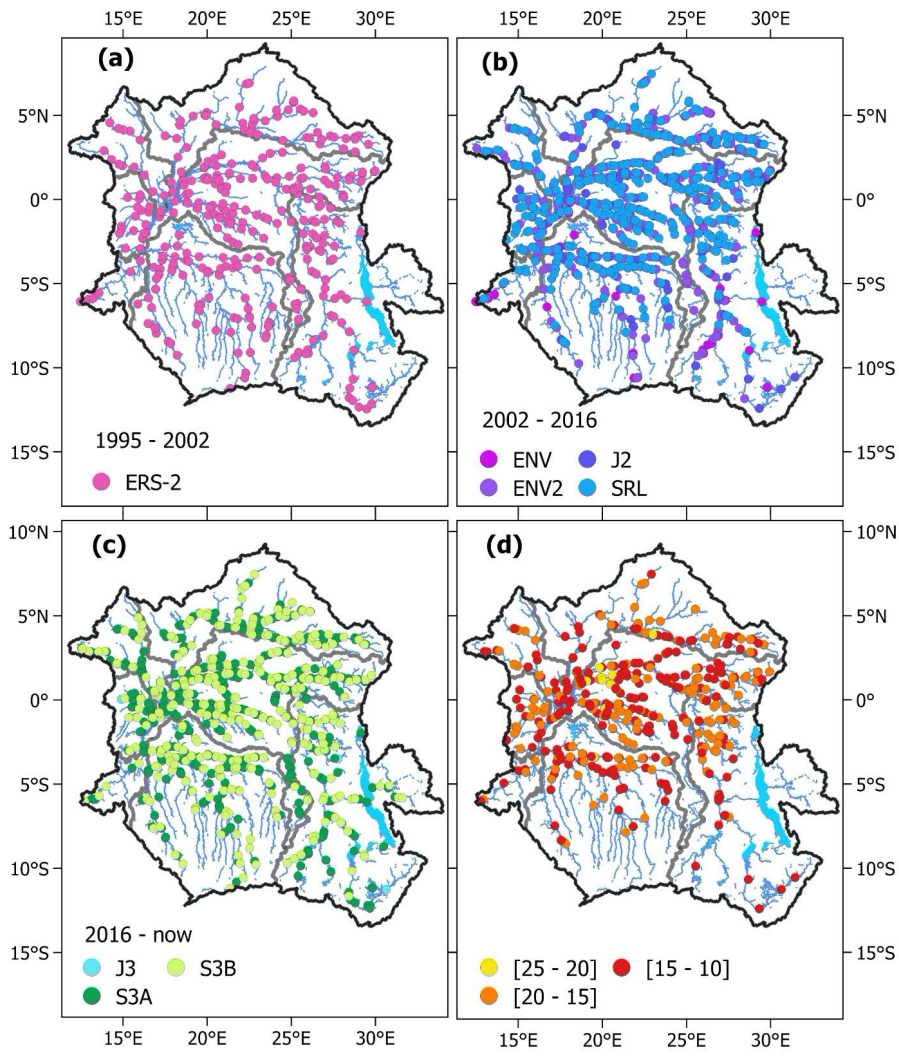 15°E 20°E 25°E 30°E 15°E 20°E 25°E 30°E
(a) (b)
5°N 5°N
0° 0°
5°S 5°S
10°S 10°S
15°S 15°S
1995 - 2002
ERS-2
2002 - 2016
ENV J2
ENV2 SRL
10°N 10°N
(c) (d)
5°N 5°N
0° 0°
5°S 5°S
10°S 10°S
15°S 15°S
2016 - now
J3 S3B
S3A
[25 - 20] [15 - 10]
[20 - 15]
15°E 20°E 25°E 30°E 15°E 20°E 25°E 30°E